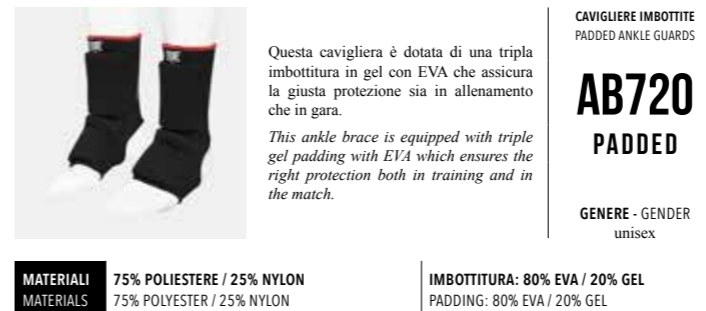 Questa cavigliera è dotata di una tripla
imbottitura in gel con EVA che assicura
la giusta protezione sia in allenamento
che in gara.
This ankle brace is equipped with triple
gel padding with EVA which ensures the
right protection both in training and in
the match.
CAVIGLIERE IMBOTTITE
PADDED ANKLE GUARDS
AB720
PADDED
GENERE - GENDER
unisex
MATERIALI
MATERIALS
75% POLIESTERE / 25% NYLON
75% POLYESTER / 25% NYLON
IMBOTTITURA: 80% EVA / 20% GEL
PADDING: 80% EVA / 20% GEL